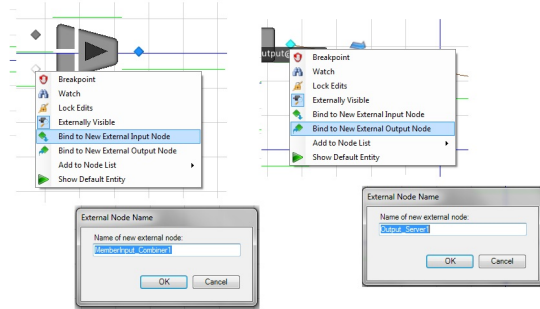 Breakpoint
Watch
Lock Edits
Externally Visible
Bind to New External Input Node
Bind to New External Output Node
Add to Node List
Show Default Entity
External Node Name
Name of new external node:
MemberInput_Combiner1
OK Cancel
utput@
Breakpoint
Watch
Lock Edits
Externally Visible
Bind to New External Input Node
Bind to New External Output Node
Add to Node List
Show Default Entity
External Node Name
Name of new external node:
Output_Server1
OK Cancel